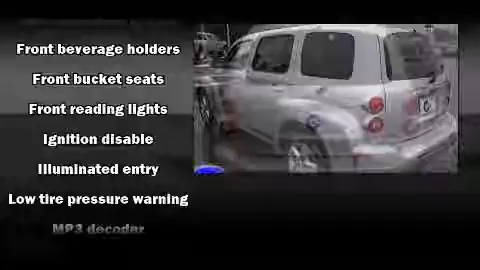 Front beverage holders
Front bucket seats
Front reading lights
Ignition disable
Illuminated entry
Low tire pressure warning
MP3 decoder